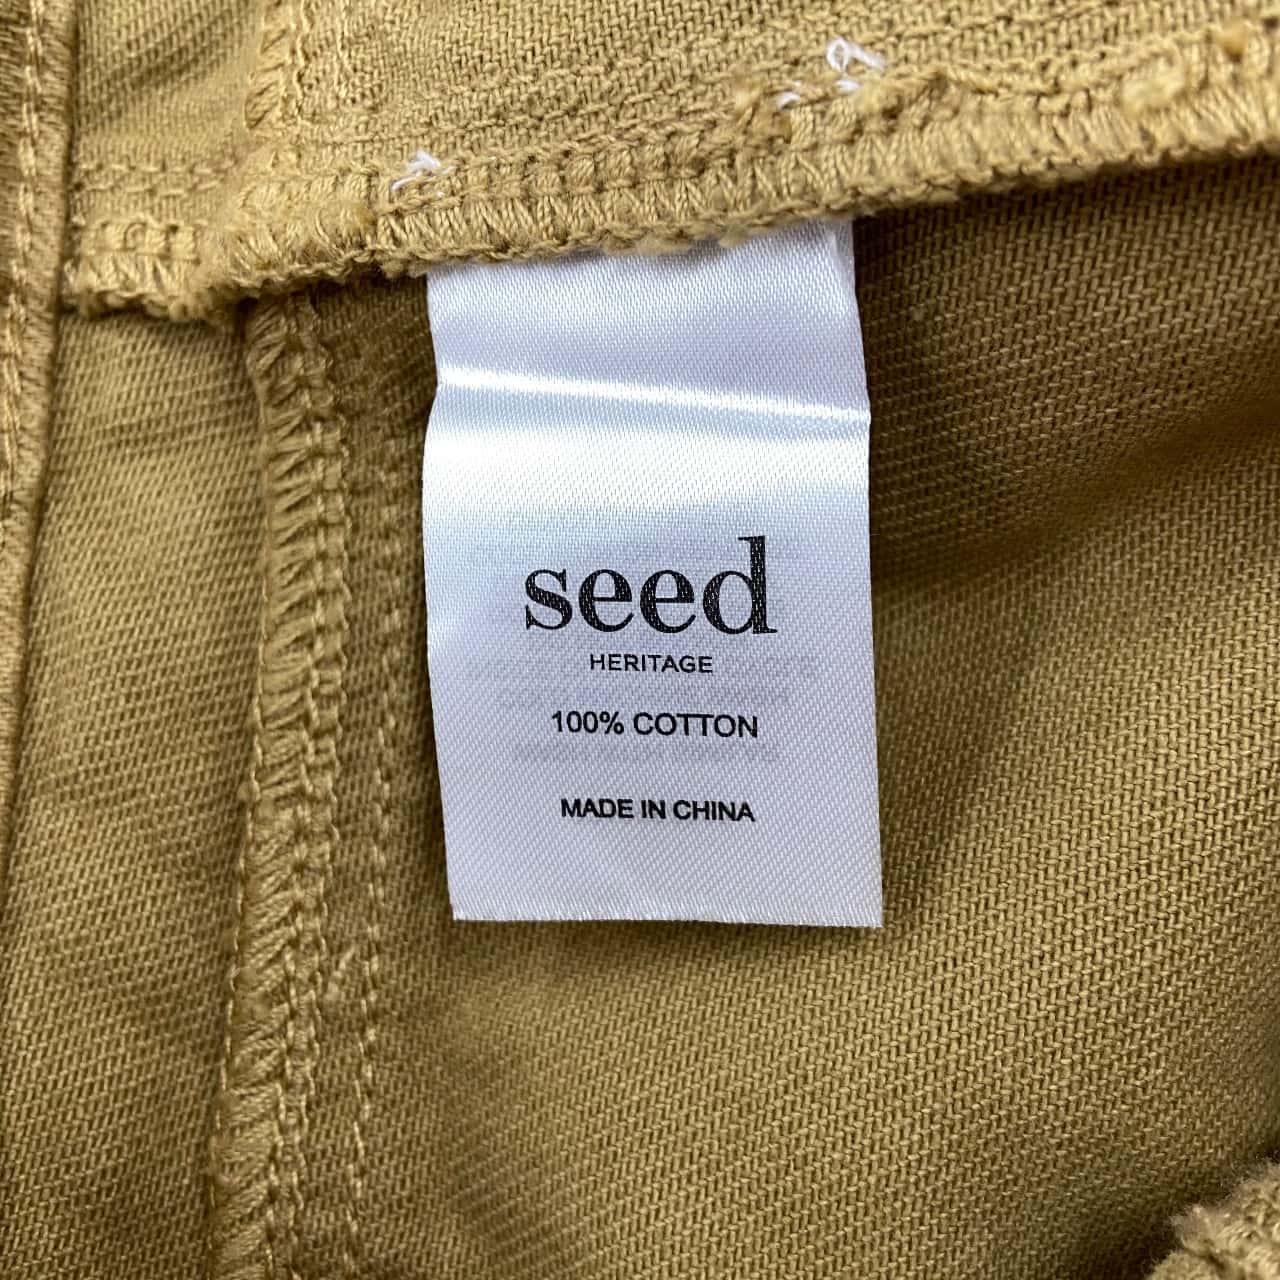 seed
HERITAGE
100% COTTON
MADE IN CHINA